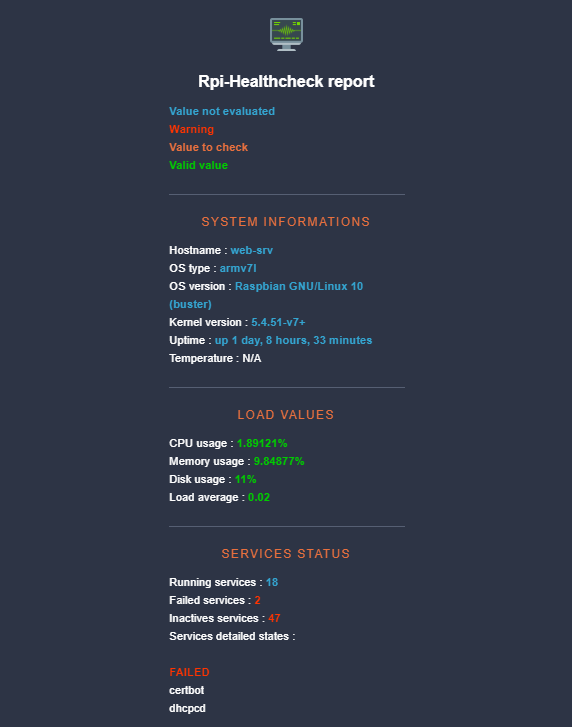 Rpi-Healthcheck report
Value not evaluated
Warning
Value to check
Valid value
SYSTEM INFORMATIONS
Hostname : web-srv
OS type : armv7l
OS version : Raspbian GNU/Linux 10
(buster)
Kernel version : 5.4.51-v7+
Uptime : up 1 day, 8 hours, 33 minutes
Temperature : N/A
LOAD VALUES
CPU usage : 1.89121%
Memory usage : 9.84877%
Disk usage : 11%
Load average : 0.02
SERVICES STATUS
Running services : 18
Failed services : 2
Inactives services : 47
Services detailed states :
FAILED
certbot
dhcpcd